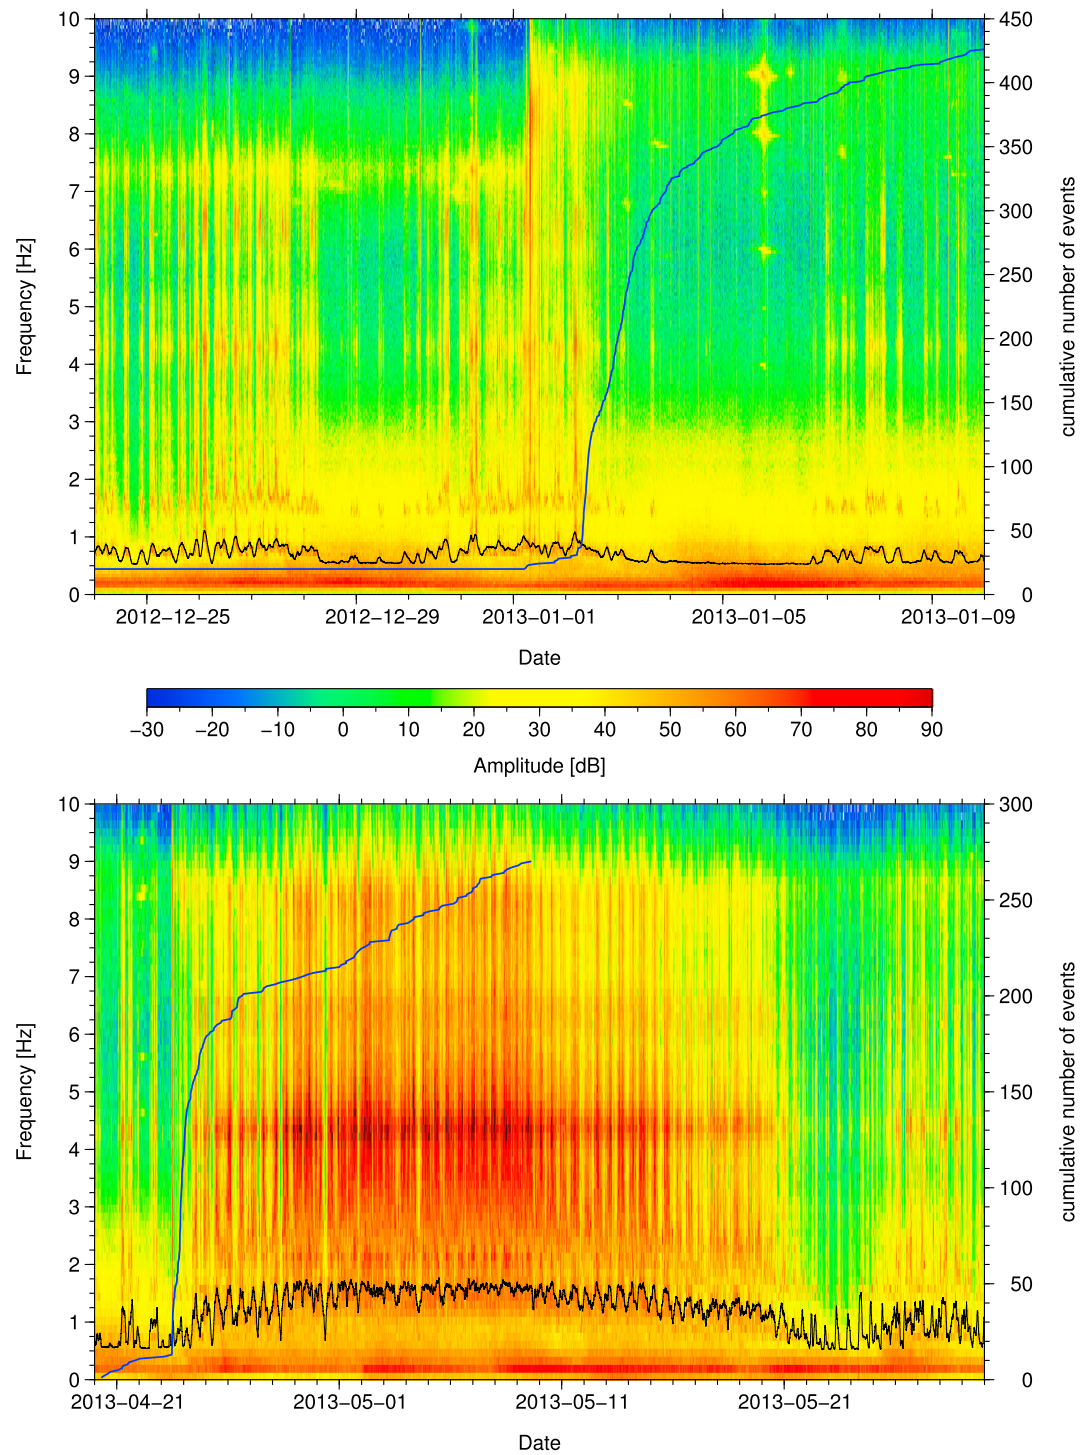 10 450
9 400
8 350
7 300
6 250
5 200
4 150
3 100
2 50
1 0
0
Frequency [Hz]
cumulative number of events
2012−12−25 2012−12−29 2013−01−01 2013−01−05 2013−01−09
Date
−30 −20 −10 0 10 20 30 40 50 60 70 80 90
Amplitude [dB]
10 300
9 250
8 200
7 150
6 100
5 50
4 0
3
2
1
0
Frequency [Hz]
cumulative number of events
2013−04−21 2013−05−01 2013−05−11 2013−05−21
Date